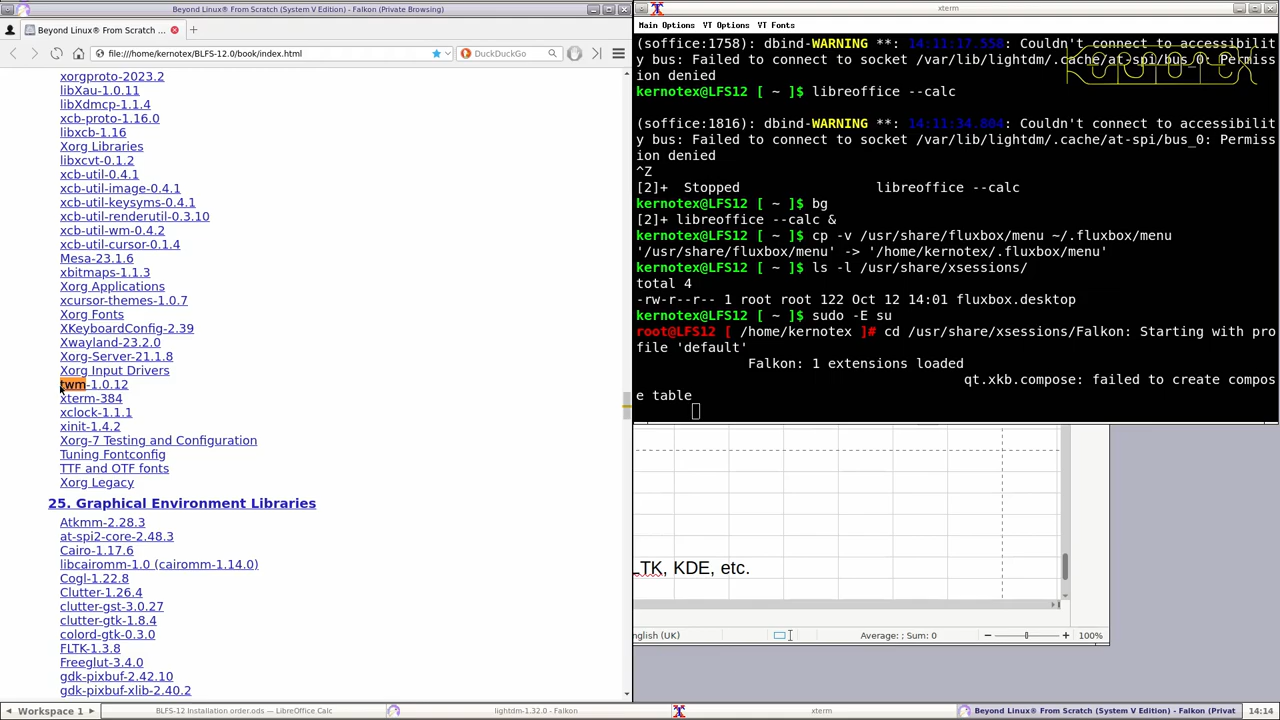 Beyond Linux® From Scratch (System V Edition) - Falkon (Private Browsing)
Beyond Linux® From Scratch ...
file:///home/kernotex/BLFS-12.0/book/index.html
DuckDuckGo
xorgproto-2023.2
libXau-1.0.11
libXdmcp-1.1.4
xcb-proto-1.16.0
libxcb-1.16
Xorg Libraries
libxcvt-0.1.2
xcb-util-0.4.1
xcb-util-image-0.4.1
xcb-util-keysyms-0.4.1
xcb-util-renderutil-0.3.10
xcb-util-wm-0.4.2
xcb-util-cursor-0.1.4
Mesa-23.1.6
xbitmaps-1.1.3
Xorg Applications
xcursor-themes-1.0.7
Xorg Fonts
XKeyboardConfig-2.39
Xwayland-23.2.0
Xorg-Server-21.1.8
Xorg Input Drivers
twm-1.0.12
xterm-384
xclock-1.1.1
xinit-1.4.2
Xorg-7 Testing and Configuration
Tuning Fontconfig
TTF and OTF fonts
Xorg Legacy
25. Graphical Environment Libraries
Atkmm-2.28.3
at-spi2-core-2.48.3
Cairo-1.17.6
libcairomm-1.0 (cairomm-1.14.0)
Cogl-1.22.8
Clutter-1.26.4
clutter-gst-3.0.27
clutter-gtk-1.8.4
colord-gtk-0.3.0
FLTK-1.3.8
Freeglut-3.4.0
gdk-pixbuf-2.42.10
gdk-pixbuf-xlib-2.40.2
xterm
Main Options VT Options VT Fonts
(soffice:1758): dbind-WARNING **: 14:11:17.558: Couldn't connect to accessibilit
y bus: Failed to connect to socket /var/lib/lightdm/.cache/at-spi/bus_0: Permiss
ion denied
kernotex@LFS12 [ ~ ]$ libreoffice --calc
(soffice:1816): dbind-WARNING **: 14:11:34.804: Couldn't connect to accessibilit
y bus: Failed to connect to socket /var/lib/lightdm/.cache/at-spi/bus_0: Permiss
ion denied
^Z
[2]+  Stopped                 libreoffice --calc
kernotex@LFS12 [ ~ ]$ bg
[2]+ libreoffice --calc &
kernotex@LFS12 [ ~ ]$ cp -v /usr/share/fluxbox/menu ~/.fluxbox/menu
'/usr/share/fluxbox/menu' -> '/home/kernotex/.fluxbox/menu'
kernotex@LFS12 [ ~ ]$ ls -l /usr/share/xsessions/
total 4
-rw-r--r-- 1 root root 122 Oct 12 14:01 fluxbox.desktop
kernotex@LFS12 [ ~ ]$ sudo -E su
root@LFS12 [ /home/kernotex ]# cd /usr/share/xsessions/Falkon: Starting with pro
file 'default'
Falkon: 1 extensions loaded
qt.xkb.compose: failed to create compos
e table
LTK, KDE, etc.
nglish (UK)
Average: ; Sum: 0
100%
Workspace 1
BLFS-12 Installation order.ods — LibreOffice Calc
lightdm-1.32.0 - Falkon
xterm
Beyond Linux® From Scratch (System V Edition) - Falkon (Privat
14:14